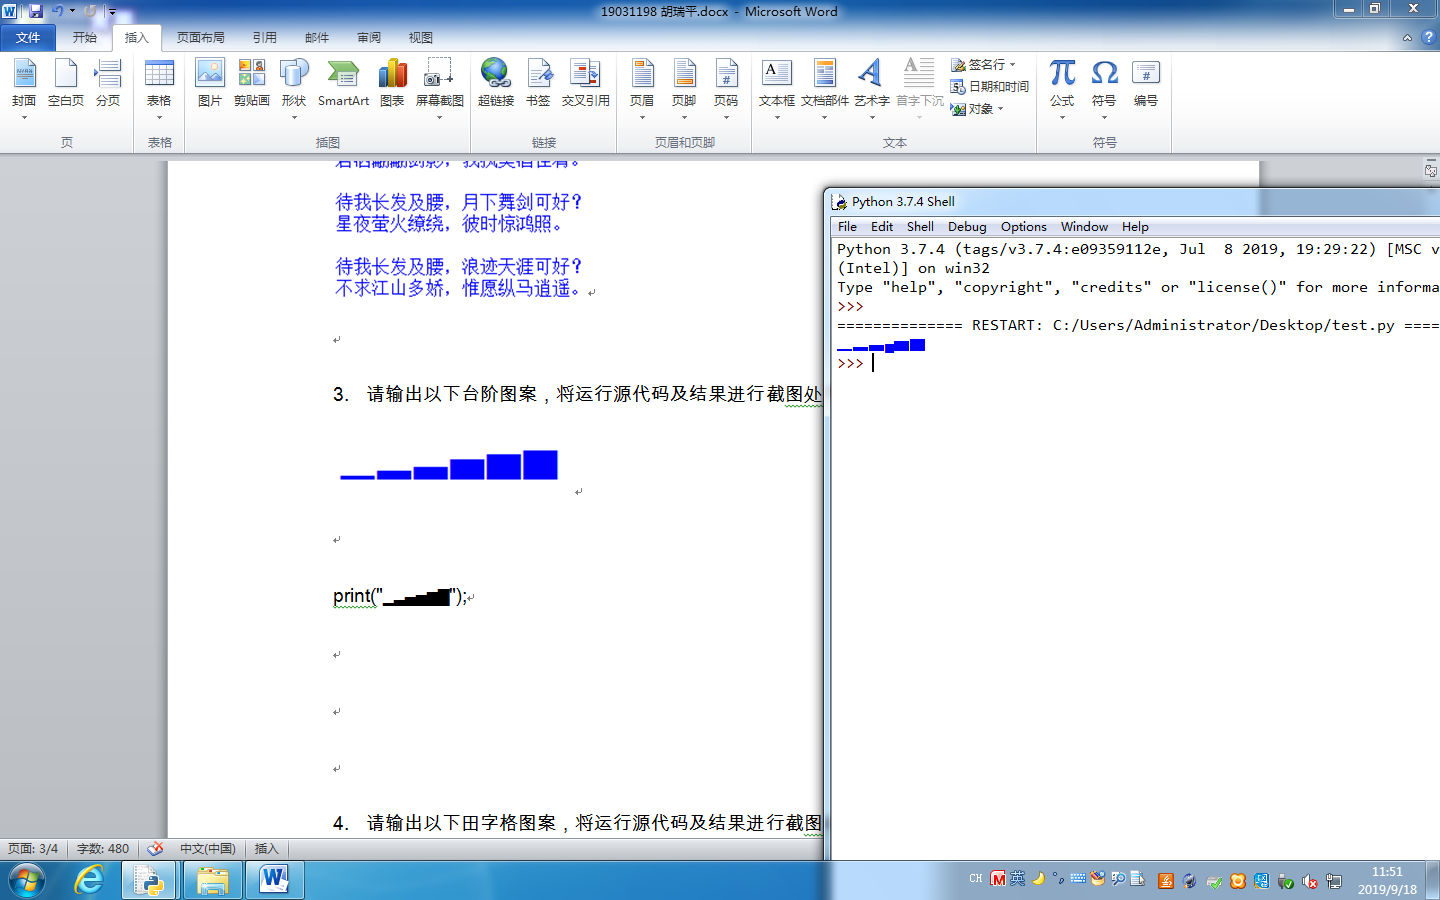 19031198 胡瑞平.docx - Microsoft Word
文件 开始 插入 页面布局 引用 邮件 审阅 视图
封面 空白页 分页 表格 图片 剪贴画 形状 SmartArt 图表 屏幕截图 超链接 书签 交叉引用 页眉 页脚 页码 文本框 文档部件 艺术字 首字下沉 签名行 日期和时间 对象 公式 符号 编号
页 表格 插图 链接 页眉和页脚 文本 符号
待我长发及腰，月下舞剑可好？
星夜萤火缭绕，彼时惊鸿照。
待我长发及腰，浪迹天涯可好？
不求江山多娇，惟愿纵马逍遥。
3. 请输出以下台阶图案，将运行源代码及结果进行截图处
print("▁▂▃▅▆▇");
4. 请输出以下田字格图案，将运行源代码及结果进行截图
Python 3.7.4 Shell
File Edit Shell Debug Options Window Help
Python 3.7.4 (tags/v3.7.4:e09359112e, Jul  8 2019, 19:29:22) [MSC v
(Intel)] on win32
Type "help", "copyright", "credits" or "license()" for more informa
>>>
============== RESTART: C:/Users/Administrator/Desktop/test.py ====
▁▂▃▅▆▇
>>>
页面: 3/4 字数: 480 中文(中国) 插入
CH 英 11:51
2019/9/18